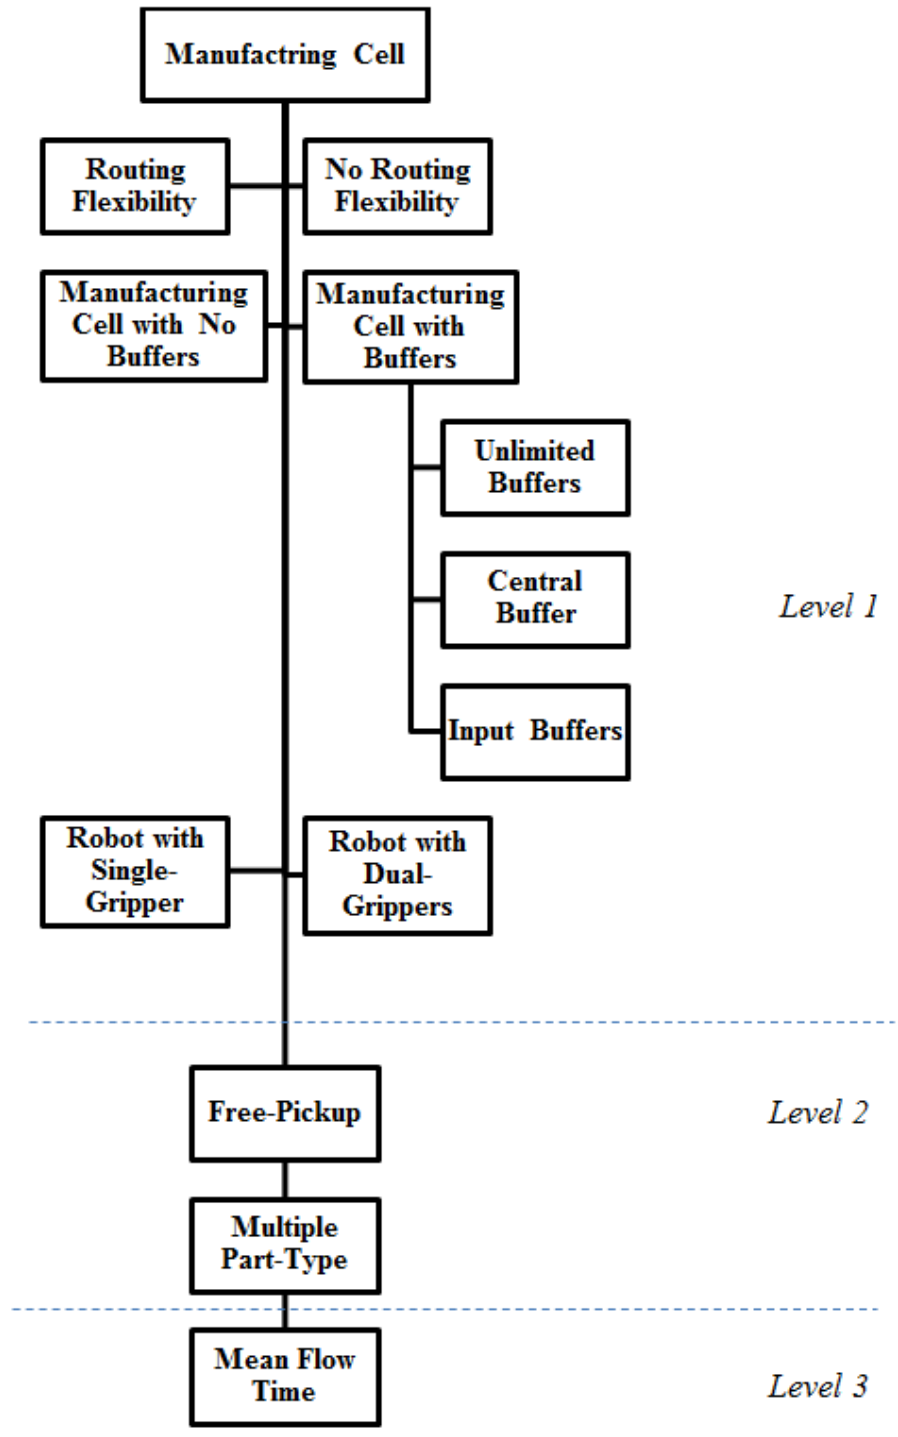 Manufactring Cell
Routing
Flexibility
No Routing
Flexibility
Manufacturing
Cell with No
Buffers
Manufacturing
Cell with
Buffers
Unlimited
Buffers
Central
Buffer
Level 1
Input Buffers
Robot with
Single-
Gripper
Robot with
Dual-
Grippers
Free-Pickup
Level 2
Multiple
Part-Type
Mean Flow
Time
Level 3